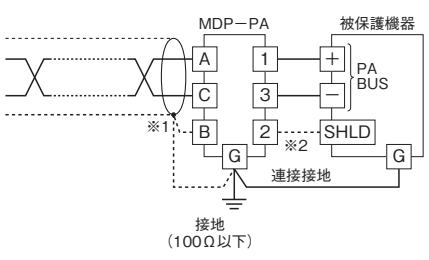 MDP-PA
被保護機器
A
1
+
C
3
−
PA
BUS
※1
B
2
※2
SHLD
G
G
連接接地
接地
（100Ω以下）